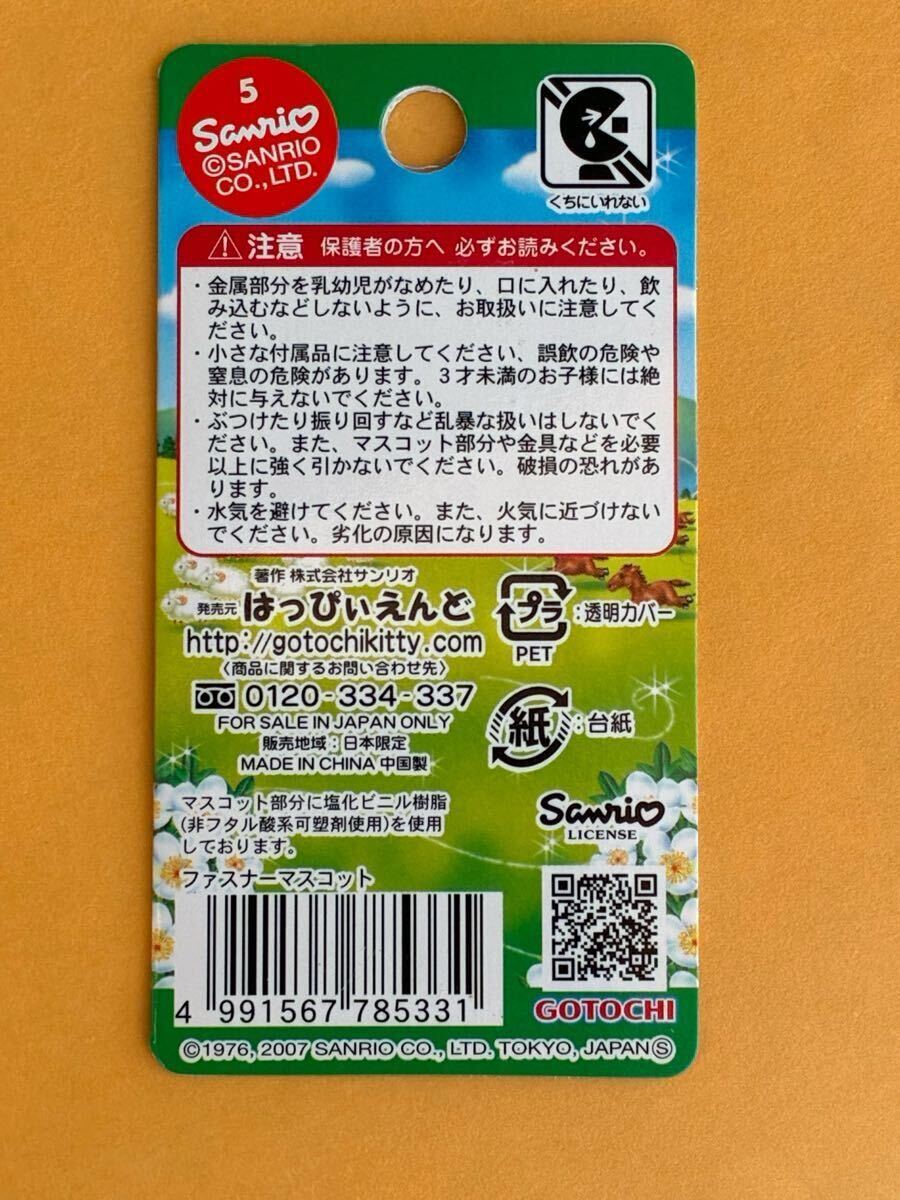 5
Sanrio
©SANRIO
CO.,LTD.
くちにいれない
注意 保護者の方へ 必ずお読みください。
・金属部分を乳幼児がなめたり、口に入れたり、飲
み込むなどしないように、お取扱いに注意してく
ださい。
・小さな付属品に注意してください、誤飲の危険や
窒息の危険があります。3才未満のお子様には絶
対に与えないでください。
・ぶつけたり振り回すなど乱暴な扱いはしないでく
ださい。また、マスコット部分や金具などを必要
以上に強く引かないでください。破損の恐れがあ
ります。
・水気を避けてください。また、火気に近づけない
でください。劣化の原因になります。
著作 株式会社サンリオ
発売元 はっぴぃえんど
http://gotochikitty.com
〈商品に関するお問い合わせ先〉
0120-334-337
FOR SALE IN JAPAN ONLY
販売地域:日本限定
MADE IN CHINA 中国製
プラ:透明カバー
PET
紙:台紙
マスコット部分に塩化ビニル樹脂
(非フタル酸系可塑剤使用)を使用
しております。
ファスナーマスコット
Sanrio
LICENSE
4 991567 785331
GOTOCHI
©1976, 2007 SANRIO CO., LTD. TOKYO, JAPAN Ⓢ